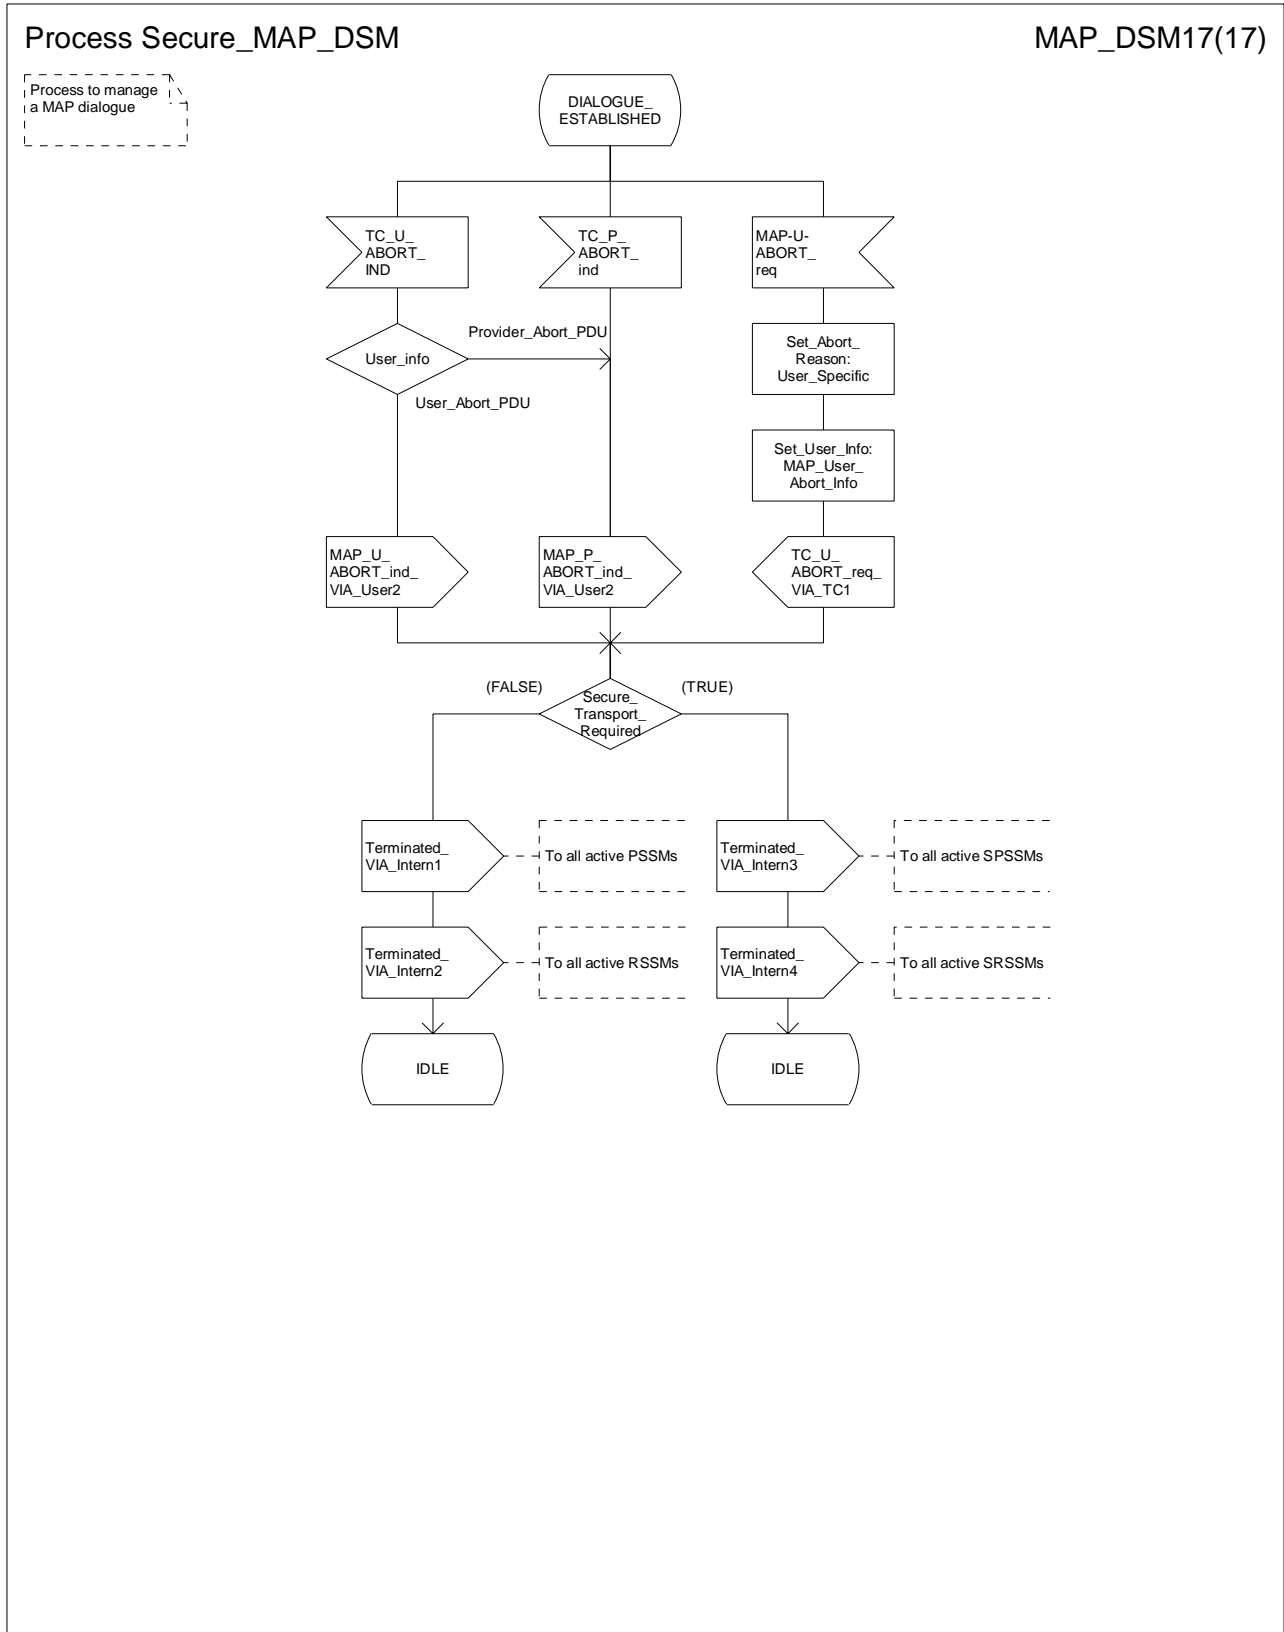 Process Secure_MAP_DSM
MAP_DSM17(17)
Process to manage
a MAP dialogue
DIALOGUE_
ESTABLISHED
TC_U_
ABORT_
IND
TC_P_
ABORT_
ind
MAP-U-
ABORT_
req
Provider_Abort_PDU
User_info
User_Abort_PDU
Set_Abort_
Reason:
User_Specific
Set_User_Info:
MAP_User_
Abort_Info
MAP_U_
ABORT_ind_
VIA_User2
MAP_P_
ABORT_ind_
VIA_User2
TC_U_
ABORT_req_
VIA_TC1
(FALSE)
(TRUE)
Secure_
Transport_
Required
Terminated_
VIA_Intern1
To all active PSSMs
Terminated_
VIA_Intern3
To all active SPSSMs
Terminated_
VIA_Intern2
To all active RSSMs
Terminated_
VIA_Intern4
To all active SRSSMs
IDLE
IDLE